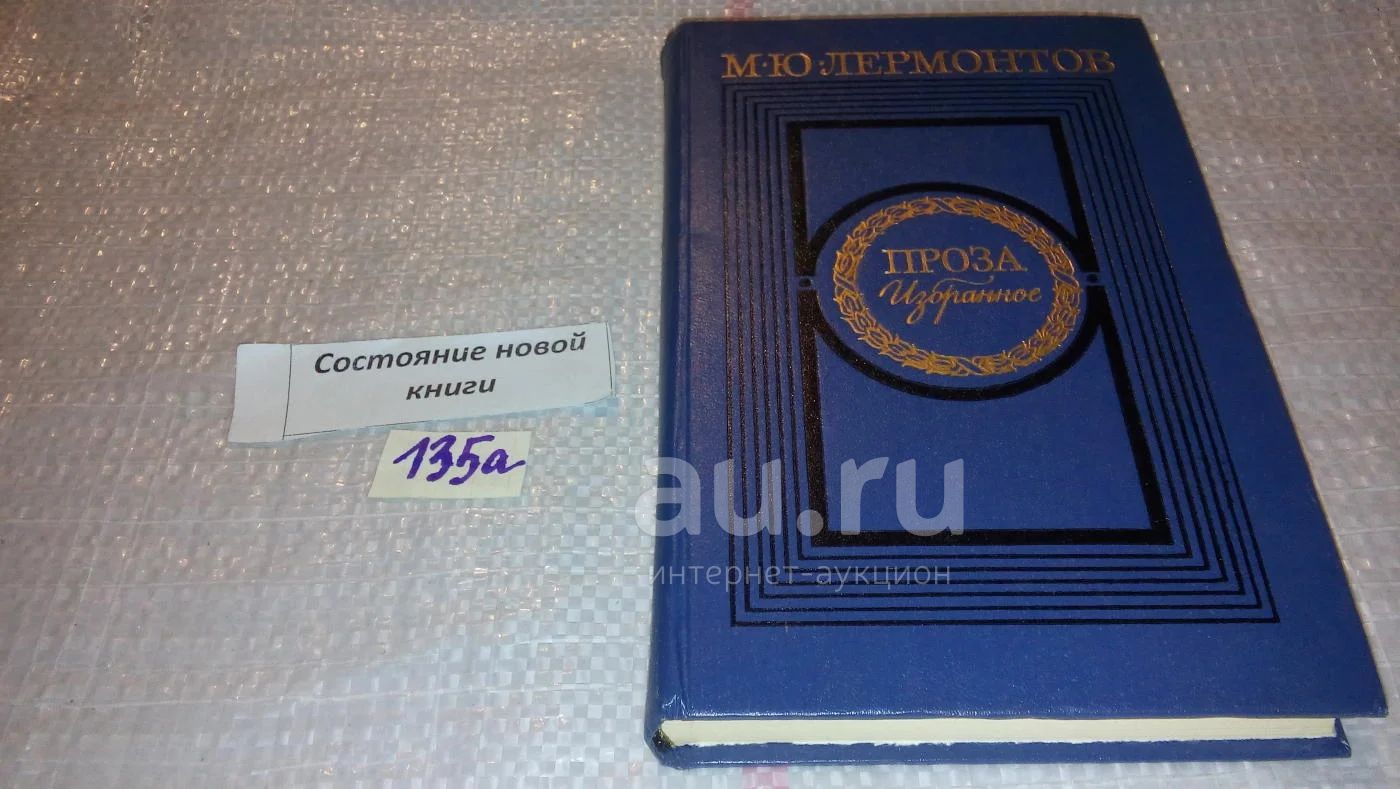 М·Ю·ЛЕРМОНТОВ
ПРОЗА
Избранное
Состояние новой
книги
135а
au.ru
интернет-аукцион